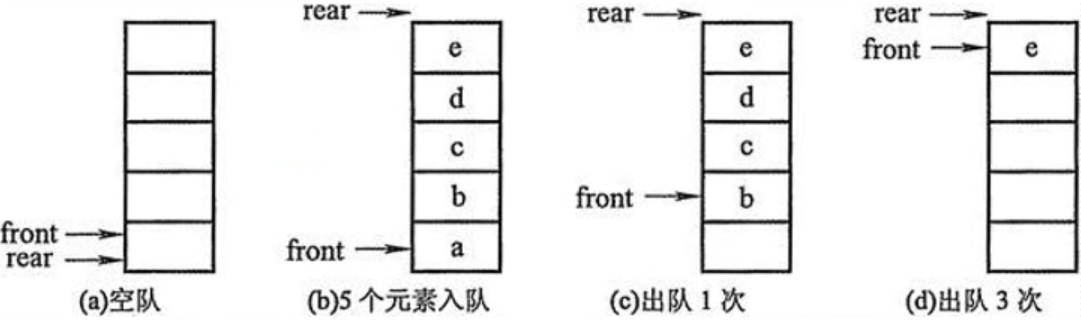 front
rear
(a)空队
rear
e
d
c
b
front
a
(b)5 个元素入队
rear
e
d
c
front
b
(c)出队 1 次
rear
front
e
(d)出队 3 次